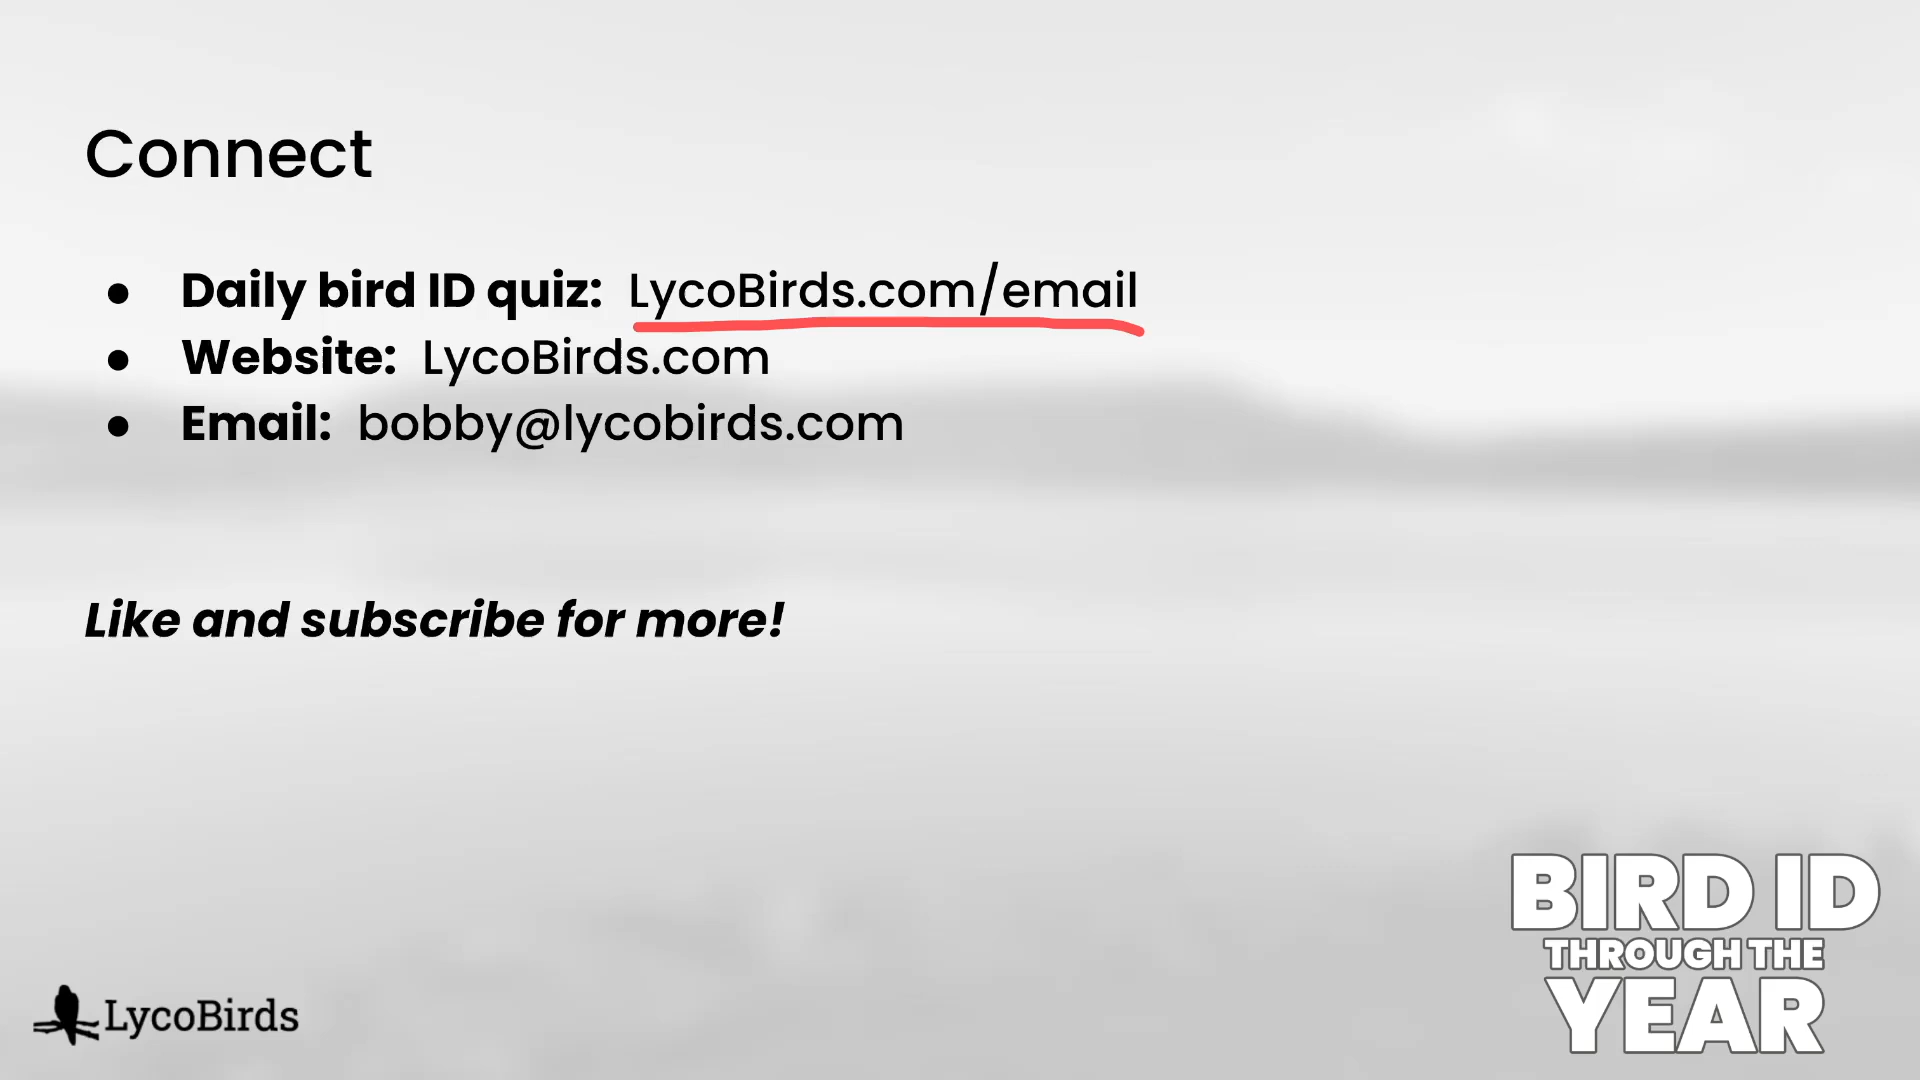 Connect
● Daily bird ID quiz: LycoBirds.com/email
● Website: LycoBirds.com
● Email: bobby@lycobirds.com
Like and subscribe for more!
LycoBirds
BIRD ID
THROUGH THE
YEAR